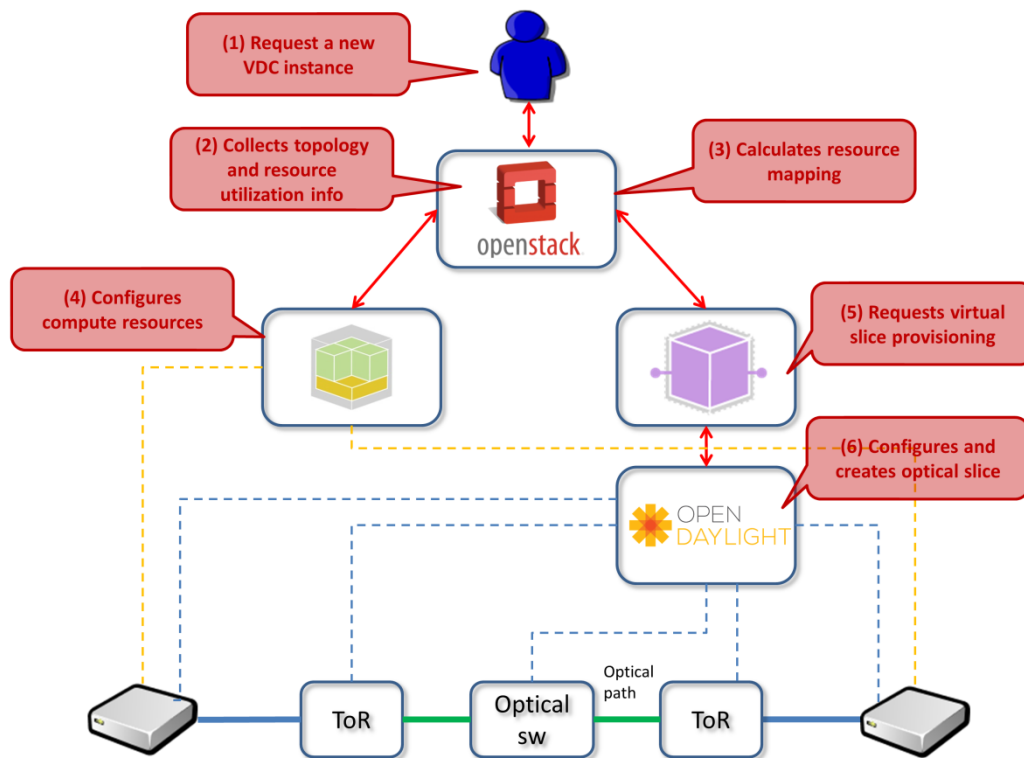 (1) Request a new
VDC instance
(2) Collects topology
and resource
utilization info
(3) Calculates resource
mapping
openstack
(4) Configures
compute resources
(5) Requests virtual
slice provisioning
(6) Configures and
creates optical slice
OPEN
DAYLIGHT
Optical
path
ToR
Optical
sw
ToR